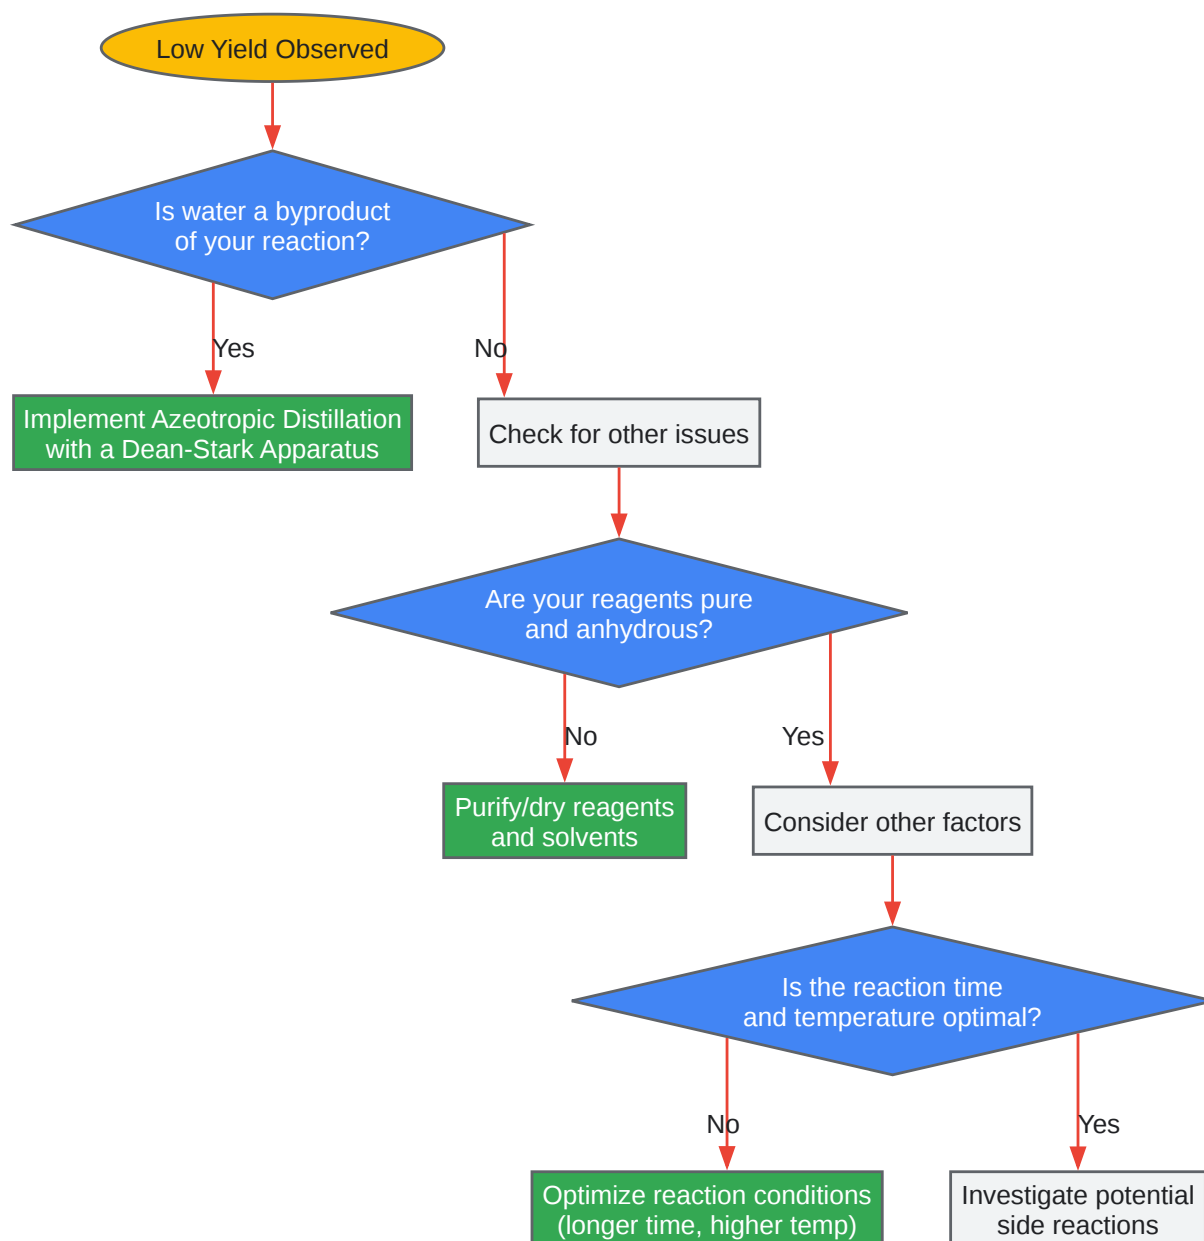 Low Yield Observed
Is water a byproduct
of your reaction?
Yes
No
Implement Azeotropic Distillation
with a Dean-Stark Apparatus
Check for other issues
Are your reagents pure
and anhydrous?
No
Yes
Purify/dry reagents
and solvents
Consider other factors
Is the reaction time
and temperature optimal?
No
Yes
Optimize reaction conditions
(longer time, higher temp)
Investigate potential
side reactions